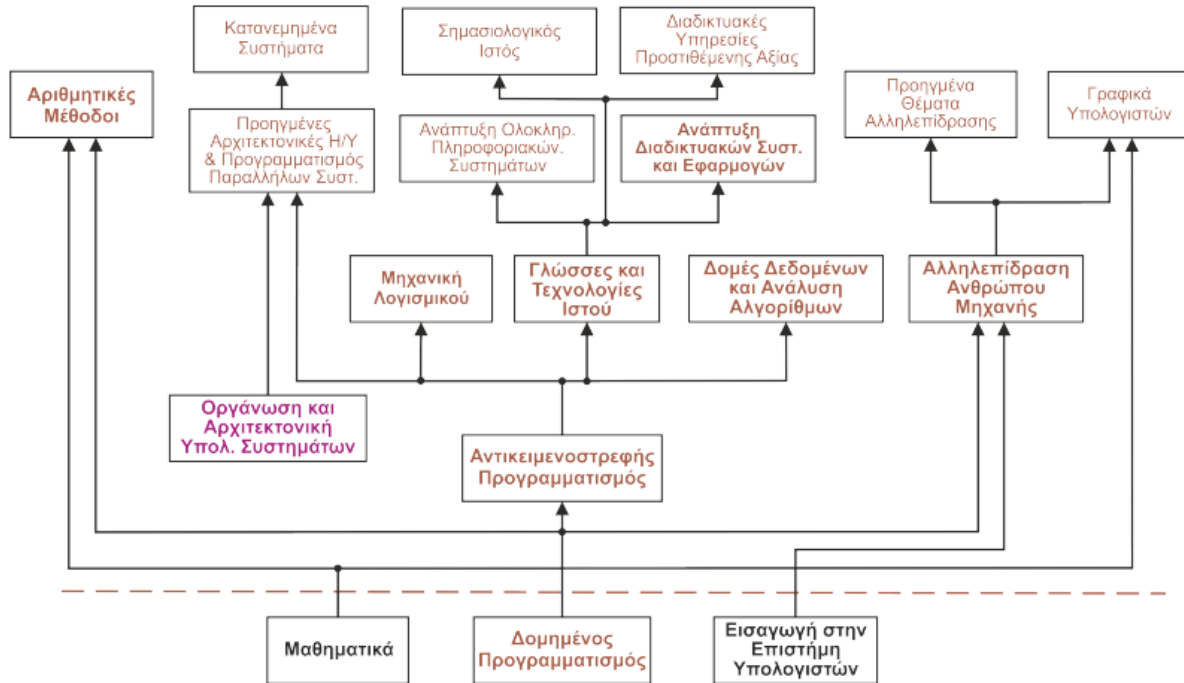 Κατανεμημένα
Συστήματα
Σημασιολογικός
Ιστός
Διαδικτυακές
Υπηρεσίες
Προστιθέμενης Αξίας
Αριθμητικές
Μέθοδοι
Προηγμένες
Αρχιτεκτονικές Η/Υ
& Προγραμματισμός
Παραλλήλων Συστ.
Ανάπτυξη Ολοκληρ.
Πληροφοριακών.
Συστημάτων
Ανάπτυξη
Διαδικτυακών Συστ.
και Εφαρμογών
Προηγμένα
Θέματα
Αλληλεπίδρασης
Γραφικά
Υπολογιστών
Μηχανική
Λογισμικού
Γλώσσες και
Τεχνολογίες
Ιστού
Δομές Δεδομένων
και Ανάλυση
Αλγορίθμων
Αλληλεπίδραση
Ανθρώπου
Μηχανής
Οργάνωση και
Αρχιτεκτονική
Υπολ. Συστημάτων
Αντικειμενοστρεφής
Προγραμματισμός
Μαθηματικά
Δομημένος
Προγραμματισμός
Εισαγωγή στην
Επιστήμη
Υπολογιστών